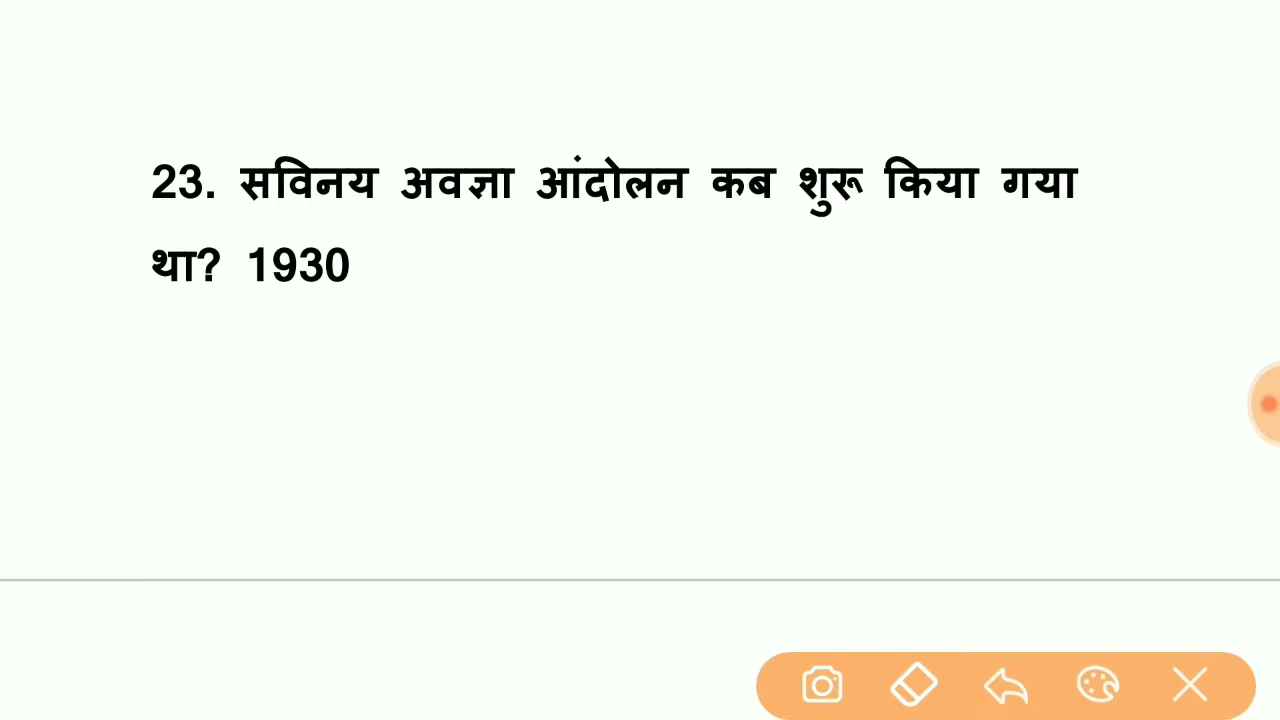 23. सविनय अवज्ञा आंदोलन कब शुरू किया गया
था? 1930